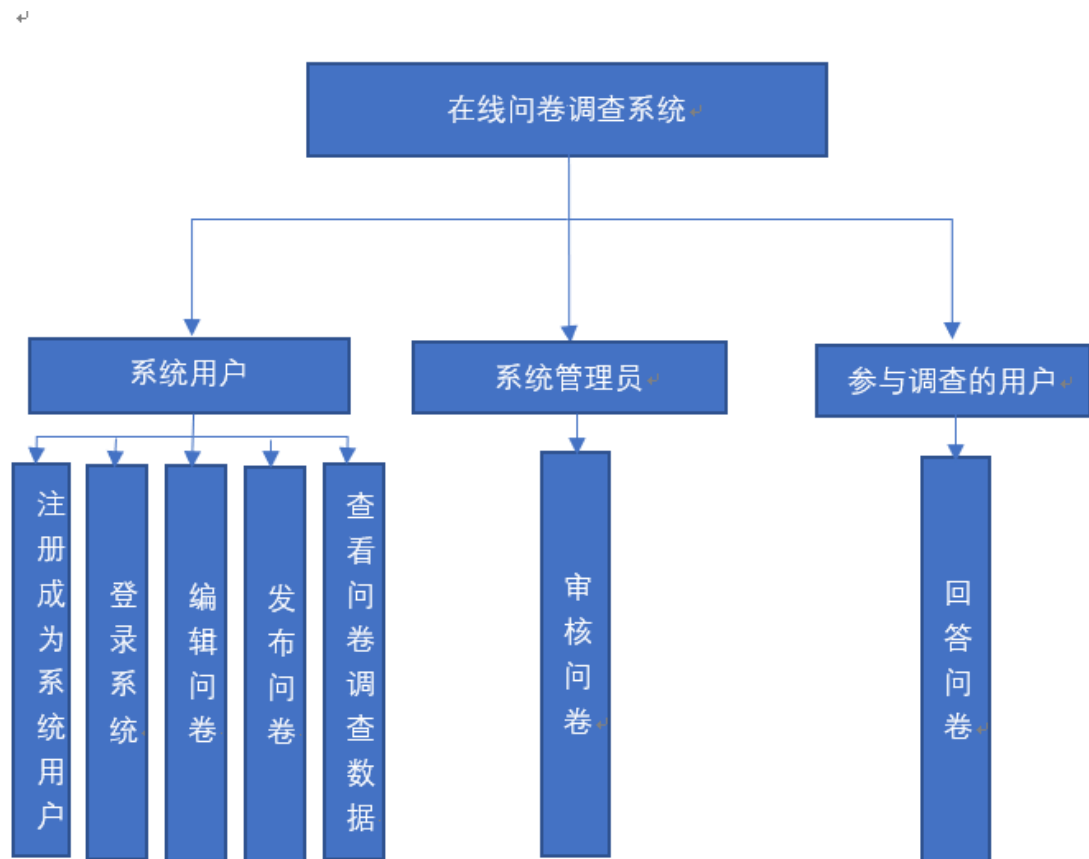 在线问卷调查系统
系统用户
系统管理员
参与调查的用户
注册成为系统用户
登录系统
编辑问卷
发布问卷
查看问卷调查数据
审核问卷
回答问卷